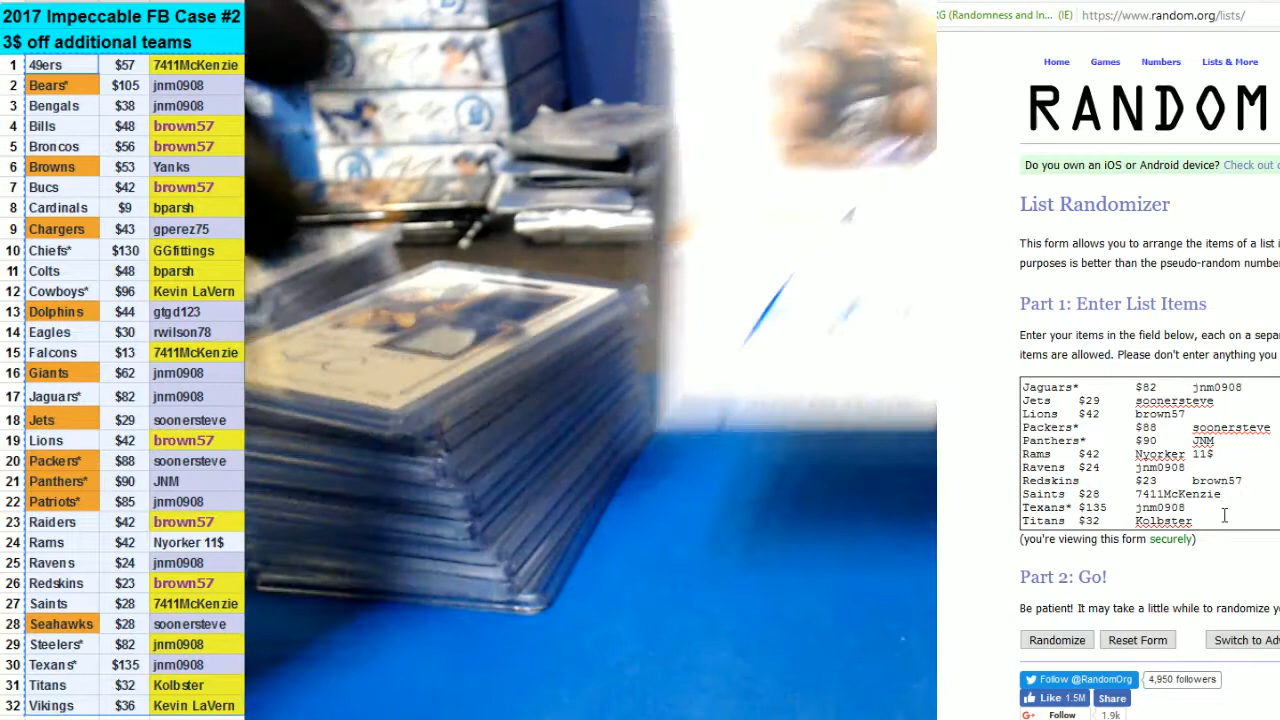 2017 Impeccable FB Case #2
3$ off additional teams
1 49ers $57 7411McKenzie
2 Bears* $105 jnm0908
3 Bengals $38 jnm0908
4 Bills $48 brown57
5 Broncos $56 brown57
6 Browns $53 Yanks
7 Bucs $42 brown57
8 Cardinals $9 bparsh
9 Chargers $43 gperez75
10 Chiefs* $130 GGfittings
11 Colts $48 bparsh
12 Cowboys* $96 Kevin LaVern
13 Dolphins $44 gtgd123
14 Eagles $30 rwilson78
15 Falcons $13 7411McKenzie
16 Giants $62 jnm0908
17 Jaguars* $82 jnm0908
18 Jets $29 soonersteve
19 Lions $42 brown57
20 Packers* $88 soonersteve
21 Panthers* $90 JNM
22 Patriots* $85 jnm0908
23 Raiders $42 brown57
24 Rams $42 Nyorker 11$
25 Ravens $24 jnm0908
26 Redskins $23 brown57
27 Saints $28 7411McKenzie
28 Seahawks $28 soonersteve
29 Steelers* $82 jnm0908
30 Texans* $135 jnm0908
31 Titans $32 Kolbster
32 Vikings $36 Kevin LaVern
RG (Randomness and In... (IE) https://www.random.org/lists/
Home Games Numbers Lists & More
RANDOM
Do you own an iOS or Android device? Check out
List Randomizer
This form allows you to arrange the items of a list i
purposes is better than the pseudo-random number
Part 1: Enter List Items
Enter your items in the field below, each on a sepa
items are allowed. Please don't enter anything you
Jaguars* $82 jnm0908
Jets $29 soonersteve
Lions $42 brown57
Packers* $88 soonersteve
Panthers* $90 JNM
Rams $42 Nyorker 11$
Ravens $24 jnm0908
Redskins $23 brown57
Saints $28 7411McKenzie
Texans* $135 jnm0908
Titans $32 Kolbster
(you're viewing this form securely)
Part 2: Go!
Be patient! It may take a little while to randomize yo
Randomize Reset Form Switch to Adv
Follow @RandomOrg 4,950 followers
Like 1.5M Share
G+ Follow 1.9k